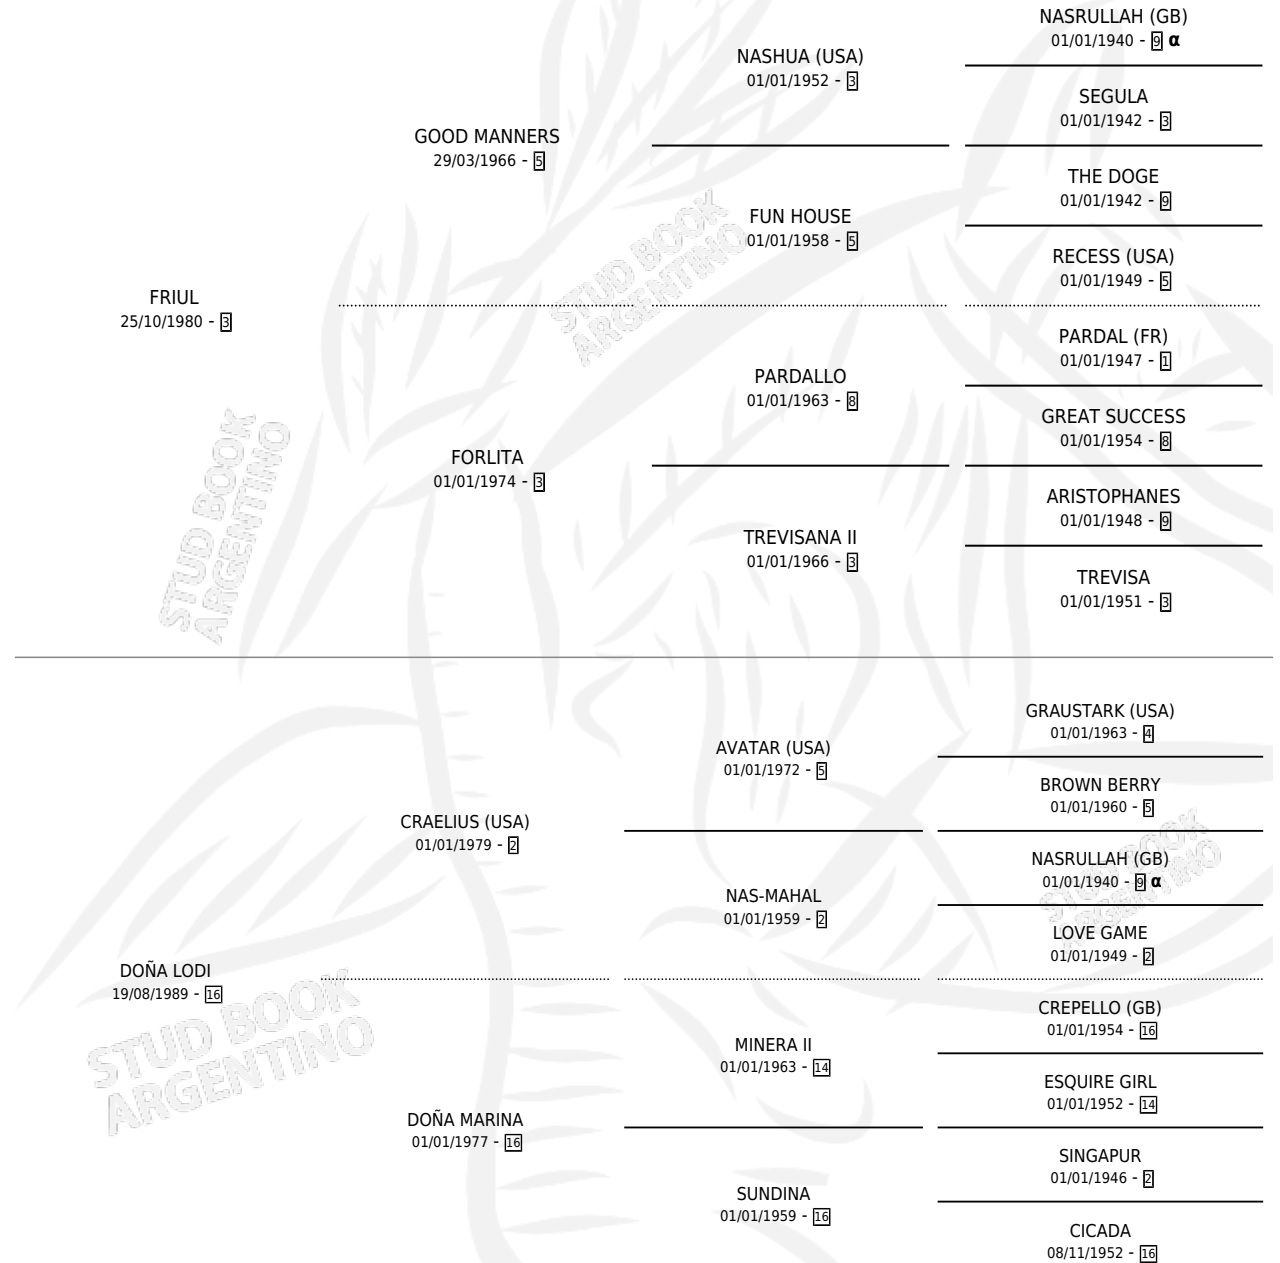 NASRULLAH (GB)
01/01/1940 - 9 α
NASHUA (USA)
01/01/1952 - 3
SEGULA
01/01/1942 - 3
GOOD MANNERS
29/03/1966 - 5
THE DOGE
01/01/1942 - 9
FUN HOUSE
01/01/1958 - 5
RECESS (USA)
01/01/1949 - 5
FRIUL
25/10/1980 - 3
PARDAL (FR)
01/01/1947 - 1
PARDALLO
01/01/1963 - 8
GREAT SUCCESS
01/01/1954 - 8
FORLITA
01/01/1974 - 3
ARISTOPHANES
01/01/1948 - 9
TREVISANA II
01/01/1966 - 3
TREVISA
01/01/1951 - 3
GRAUSTARK (USA)
01/01/1963 - 4
AVATAR (USA)
01/01/1972 - 5
BROWN BERRY
01/01/1960 - 5
CRAELIUS (USA)
01/01/1979 - 2
NASRULLAH (GB)
01/01/1940 - 9 α
NAS-MAHAL
01/01/1959 - 2
LOVE GAME
01/01/1949 - 2
DOÑA LODI
19/08/1989 - 16
CREPELLO (GB)
01/01/1954 - 16
MINERA II
01/01/1963 - 14
ESQUIRE GIRL
01/01/1952 - 14
DOÑA MARINA
01/01/1977 - 16
SINGAPUR
01/01/1946 - 2
SUNDINA
01/01/1959 - 16
CICADA
08/11/1952 - 16
STUD BOOK
ARGENTINO
STUD BOOK
ARGENTINO
STUD BOOK
ARGENTINO
STUD BOOK
ARGENTINO